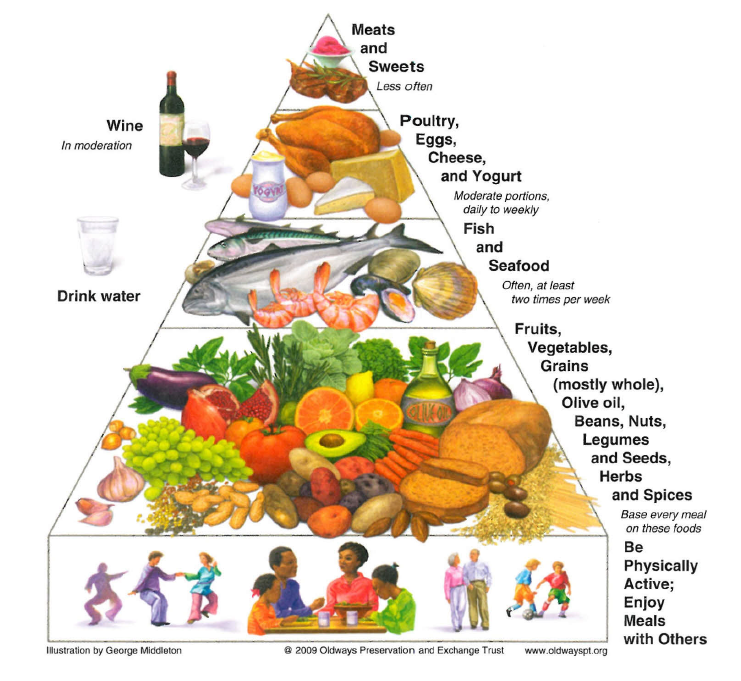 Meats
and
Sweets
Less often
Wine
In moderation
Poultry,
Eggs,
Cheese,
and Yogurt
Moderate portions,
daily to weekly
YOGURT
Drink water
Fish
and
Seafood
Often, at least
two times per week
Fruits,
Vegetables,
Grains
(mostly whole),
Olive oil,
Beans, Nuts,
Legumes
and Seeds,
Herbs
and Spices
Base every meal
on these foods
Be
Physically
Active;
Enjoy
Meals
with Others
Illustration by George Middleton
@ 2009 Oldways Preservation and Exchange Trust
www.oldwayspt.org